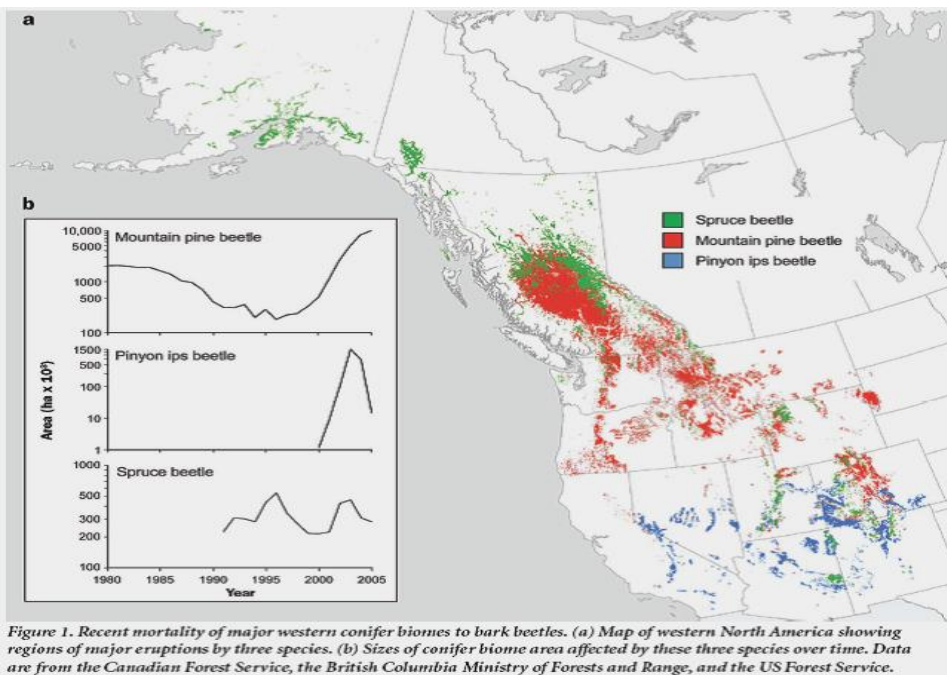 a
b
Spruce beetle
Mountain pine beetle
Pinyon ips beetle
Mountain pine beetle
10,000
5000
1000
500
100
Pinyon ips beetle
1500
500
100
10
1
Spruce beetle
1000
500
300
200
100
Area (ha x 10³)
1980 1985 1990 1995 2000 2005
Year
Figure 1. Recent mortality of major western conifer biomes to bark beetles. (a) Map of western North America showing
regions of major eruptions by three species. (b) Sizes of conifer biome area affected by these three species over time. Data
are from the Canadian Forest Service, the British Columbia Ministry of Forests and Range, and the US Forest Service.